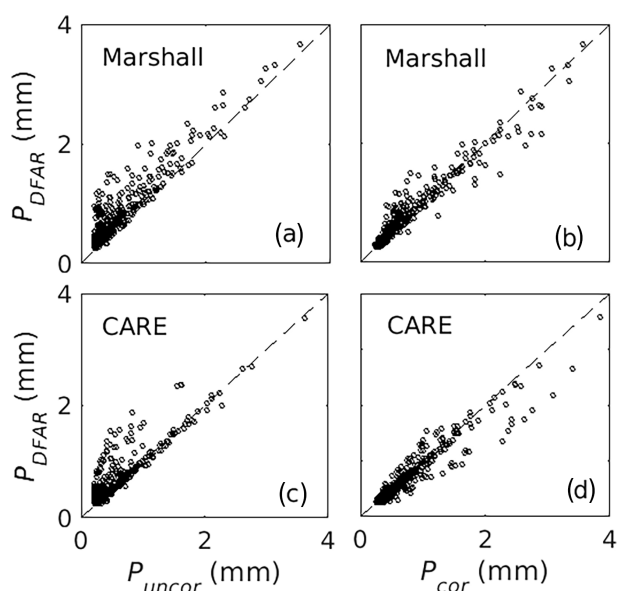 4
Marshall
2
P_DFAR (mm)
(a)
0
Marshall
(b)
4
CARE
2
P_DFAR (mm)
(c)
0
CARE
(d)
0 2 4
P_uncor (mm)
0 2 4
P_cor (mm)